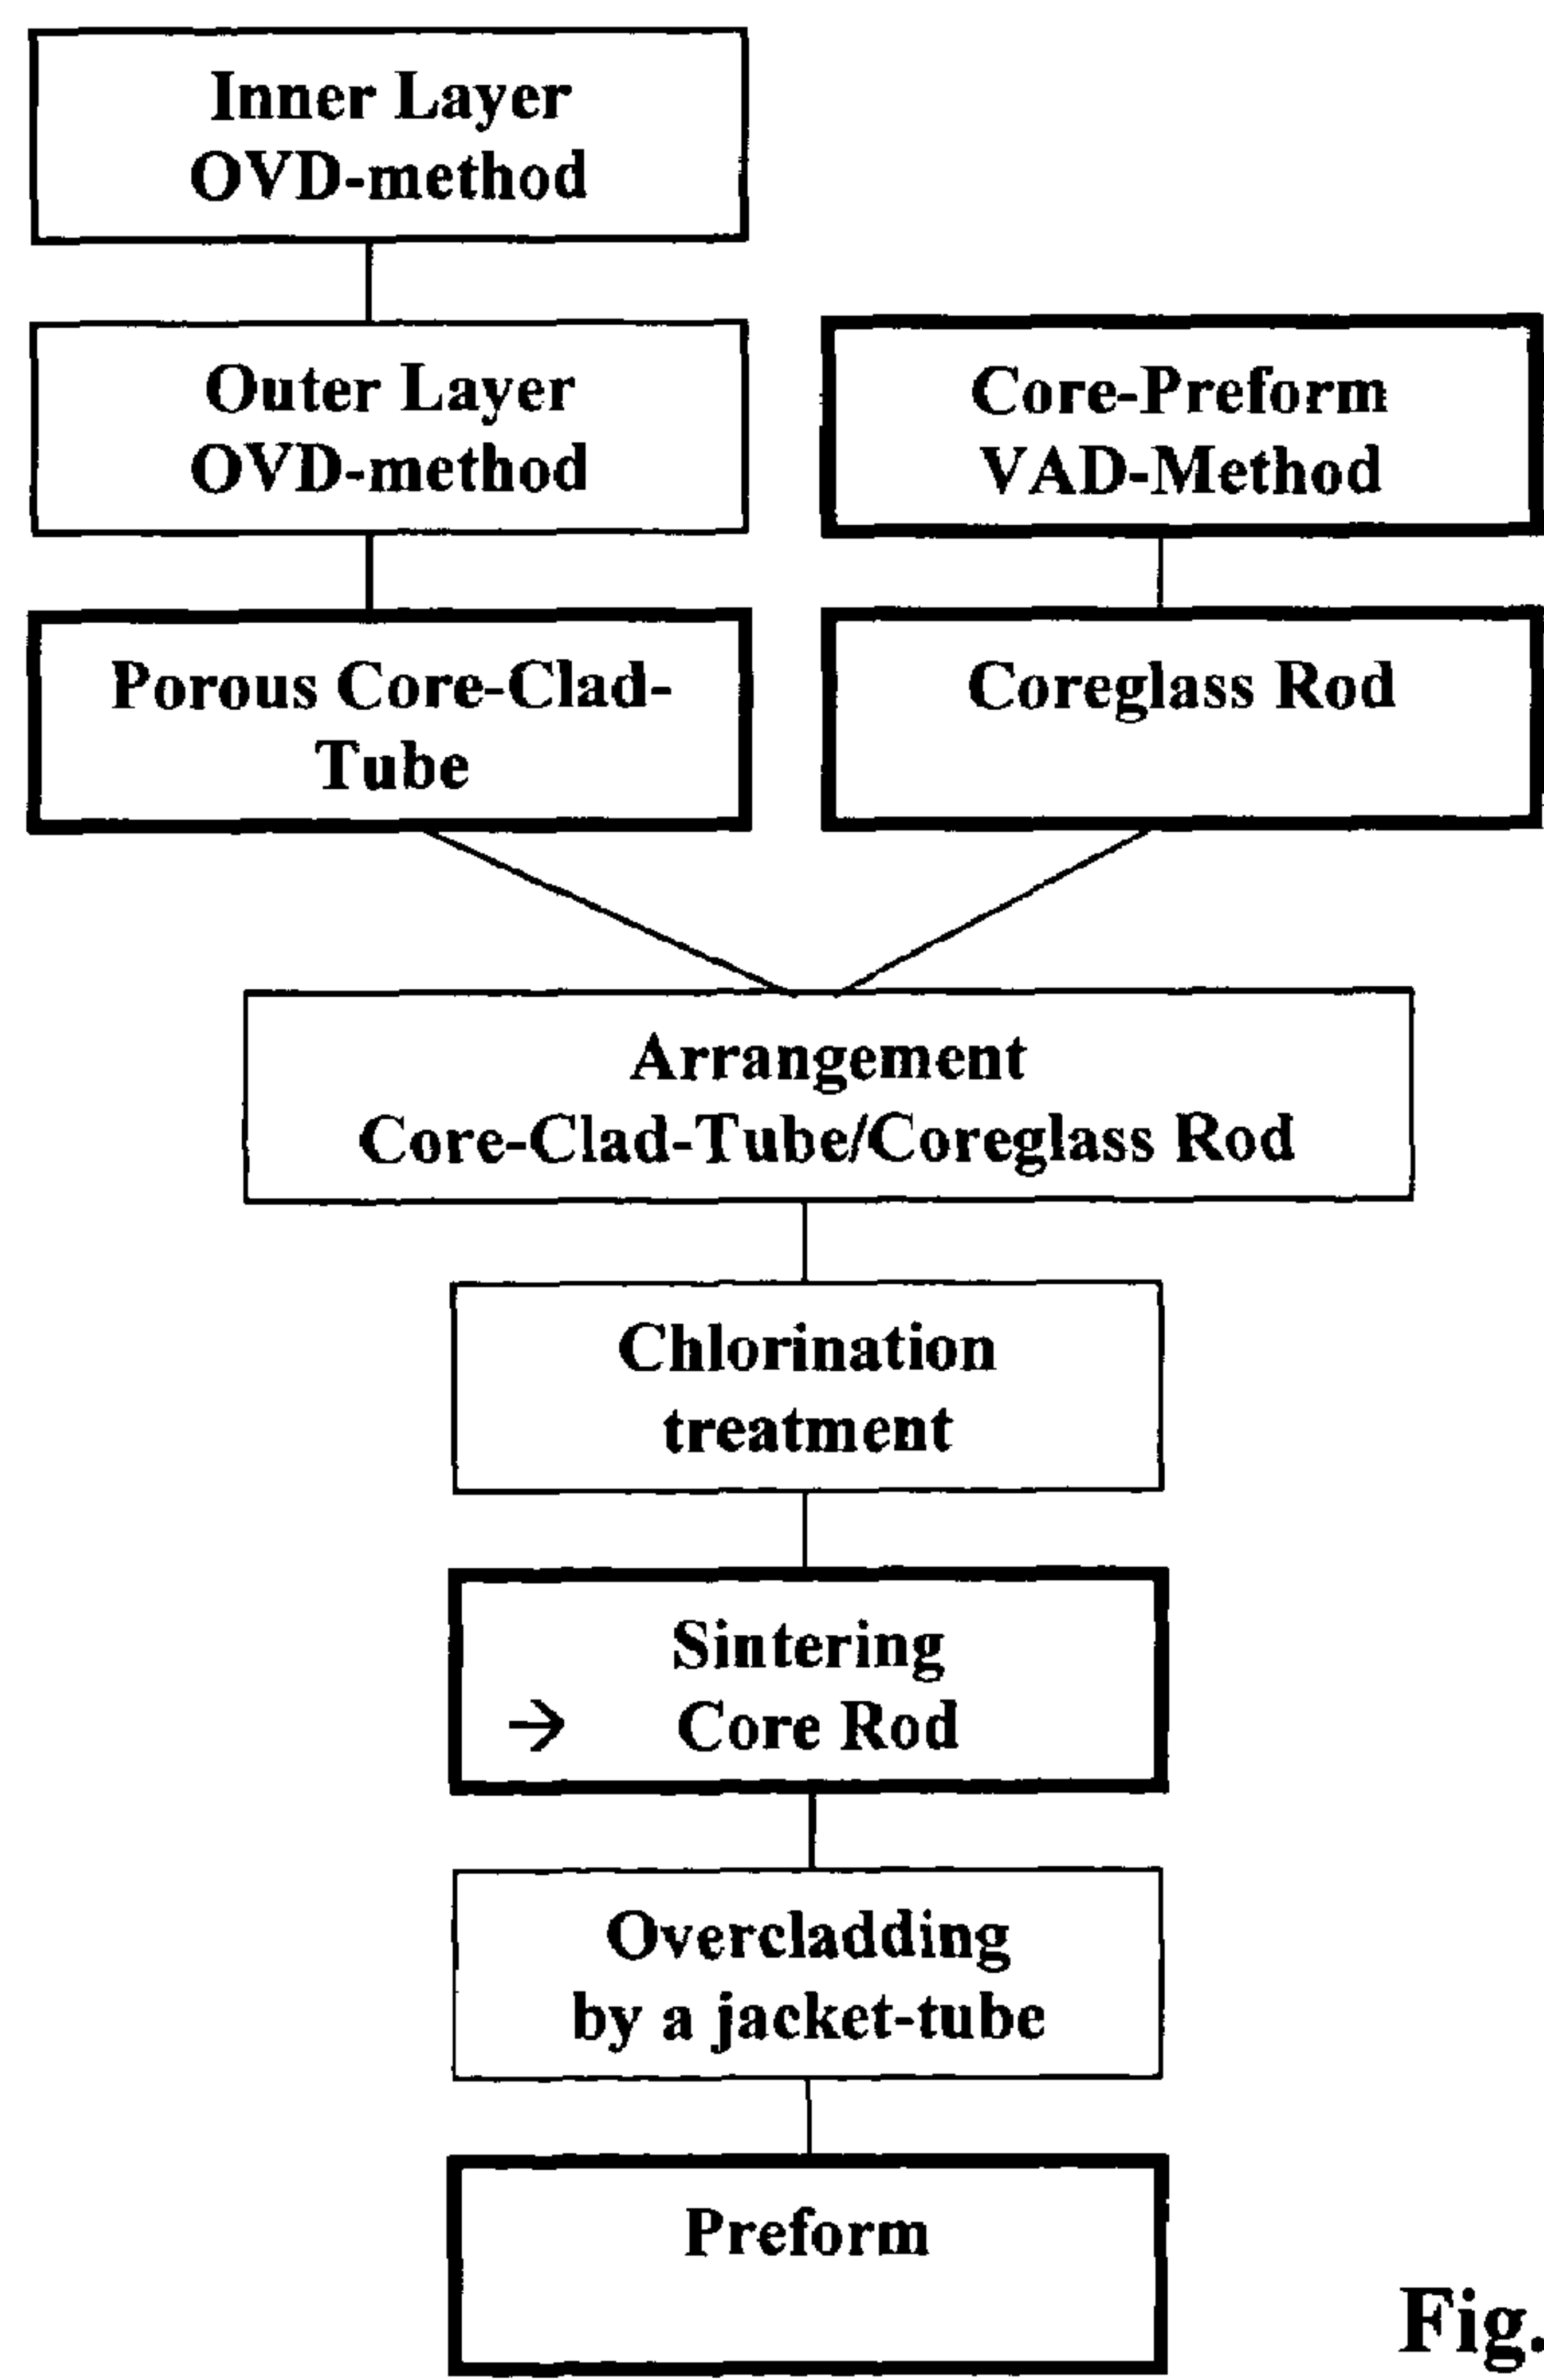 Inner Layer
OVD-method
Outer Layer
OVD-method
Core-Preform
VAD-Method
Porous Core-Clad-
Tube
Coreglass Rod
Arrangement
Core-Clad-Tube/Coreglass Rod
Chlorination
treatment
Sintering
→ Core Rod
Overcladding
by a jacket-tube
Preform
Fig.